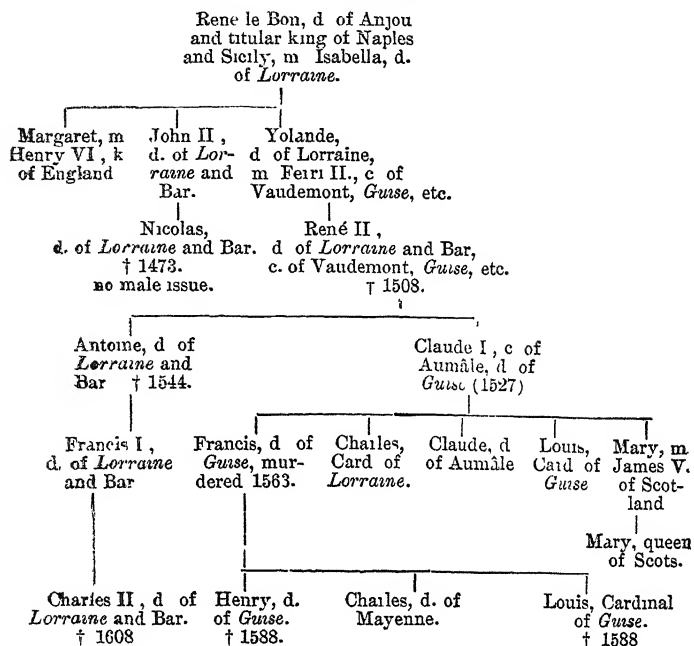 Rene le Bon, d of Anjou
and titular king of Naples
and Sicily, m Isabella, d.
of Lorraine.
Margaret, m
Henry VI, k
of England
John II,
d. of Lor-
raine and
Bar.
Yolande,
d of Lorraine,
m Ferri II., c of
Vaudemont, Guise, etc.
Nicolas,
d. of Lorraine and Bar.
† 1473.
no male issue.
René II,
d of Lorraine and Bar,
c. of Vaudemont, Guise, etc.
† 1508.
Antoine, d of
Lorraine and
Bar † 1544.
Claude I, c of
Aumâle, d of
Guise (1527)
Francis I,
d. of Lorraine
and Bar
Francis, d of
Guise, mur-
dered 1563.
Charles,
Card of
Lorraine.
Claude, d
of Aumâle
Louis,
Card of
Guise
Mary, m
James V.
of Scot-
land
Mary, queen
of Scots.
Charles II, d of
Lorraine and Bar.
† 1608
Henry, d.
of Guise.
† 1588.
Charles, d. of
Mayenne.
Louis, Cardinal
of Guise.
† 1588